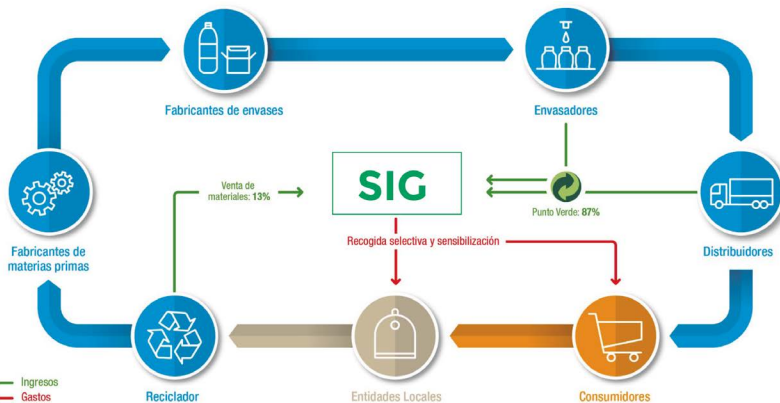 Fabricantes de envases
Envasadores
Venta de
materiales: 13%
SIG
Punto Verde: 87%
Recogida selectiva y sensibilización
Fabricantes de
materias primas
Distribuidores
Ingresos
Gastos
Reciclador
Entidades Locales
Consumidores